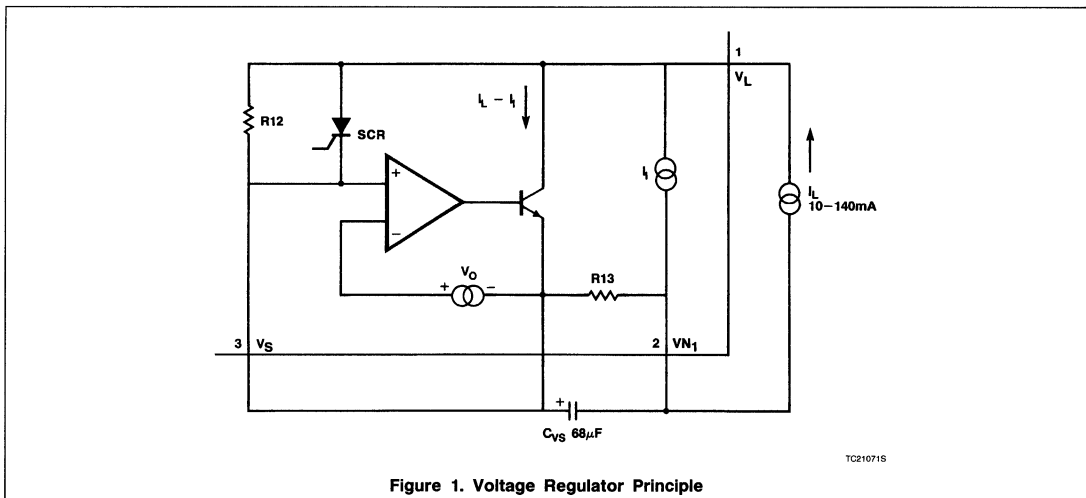 1
V_L
R12
SCR
I_L – I_1
+
–
I_1
I_L
10–140mA
+ V_O –
R13
3 V_S
2 VN_1
+
C_VS 68μF
TC21071S
Figure 1. Voltage Regulator Principle